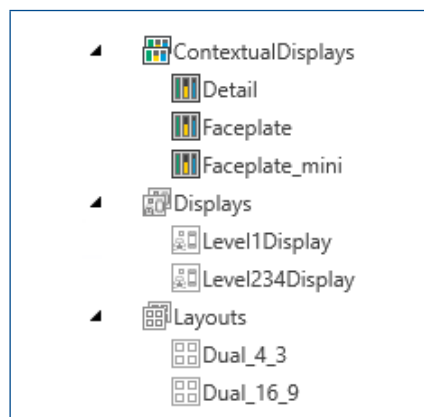 ContextualDisplays
Detail
Faceplate
Faceplate_mini
Displays
Level1Display
Level234Display
Layouts
Dual_4_3
Dual_16_9